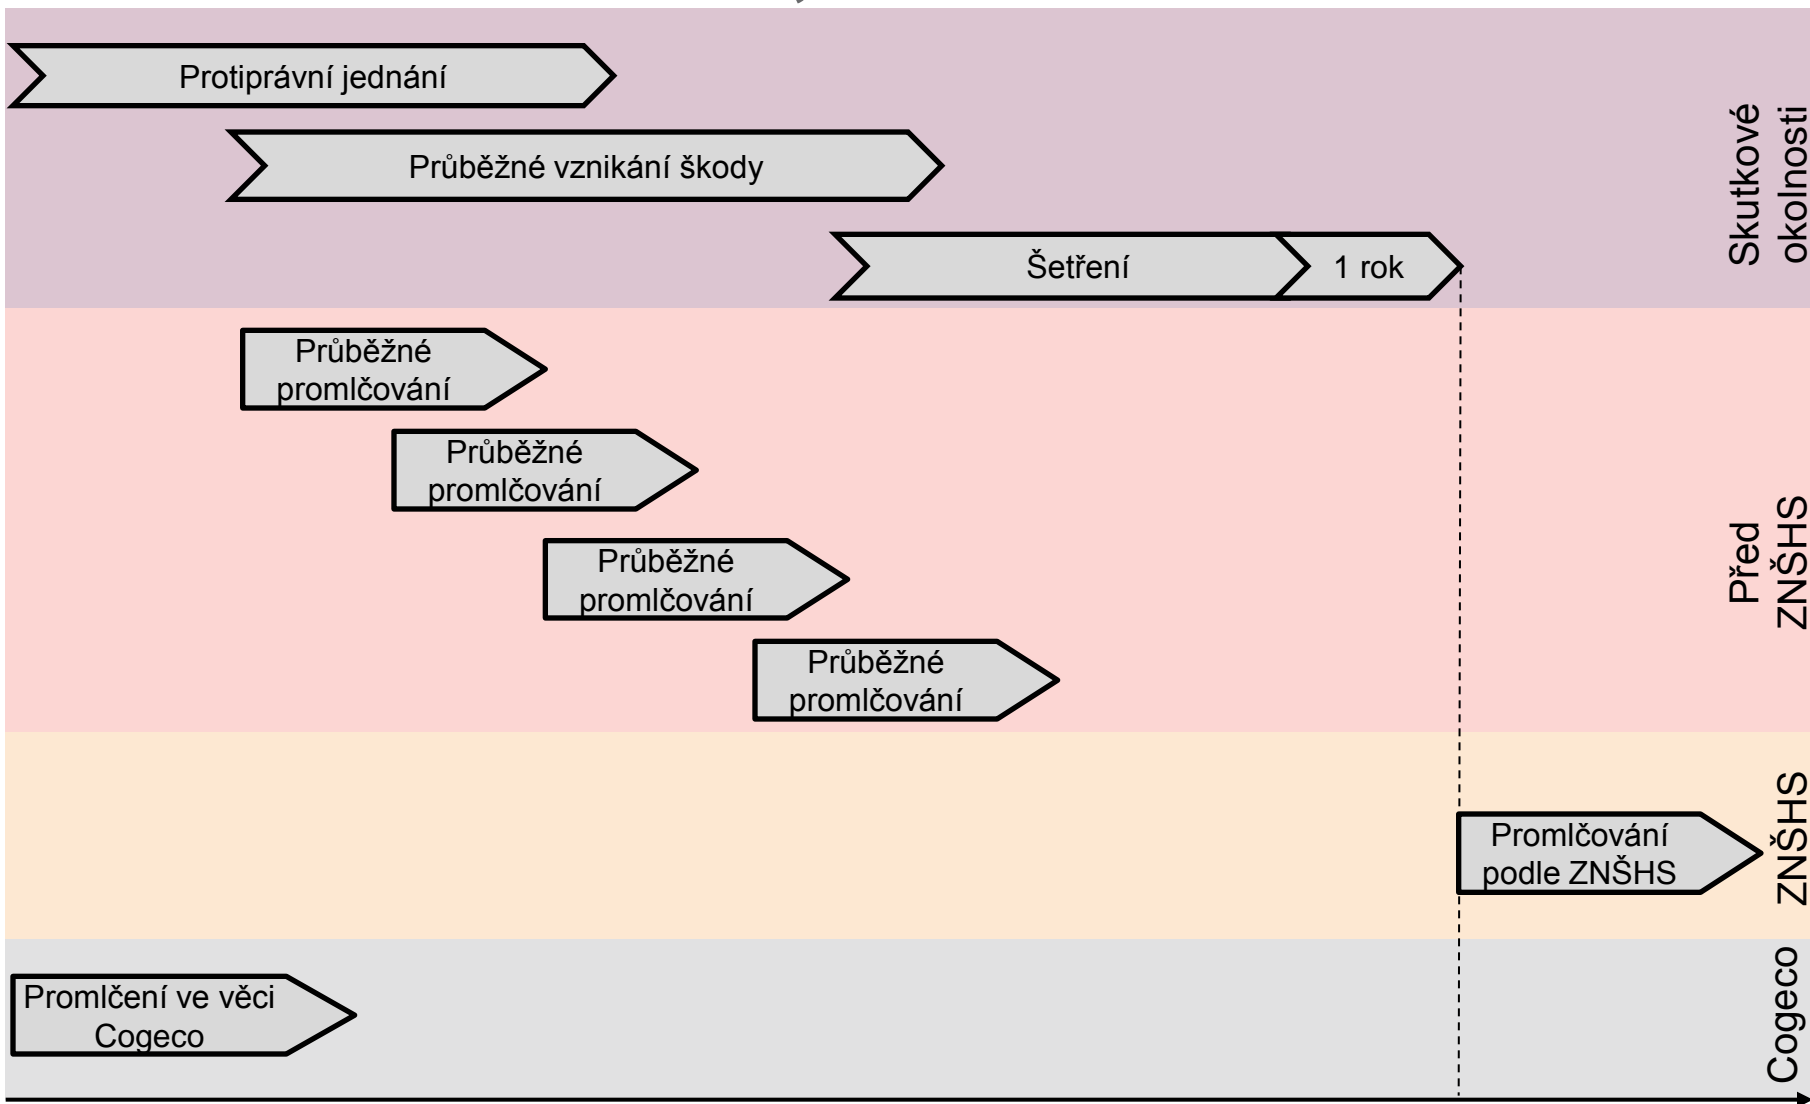 Protiprávní jednání
Průběžné vznikání škody
Šetření
1 rok
Skutkové
okolnosti
Průběžné
promlčování
Průběžné
promlčování
Průběžné
promlčování
Průběžné
promlčování
Před
ZNŠHS
Promlčování
podle ZNŠHS
ZNŠHS
Promlčení ve věci
Cogeco
Cogeco